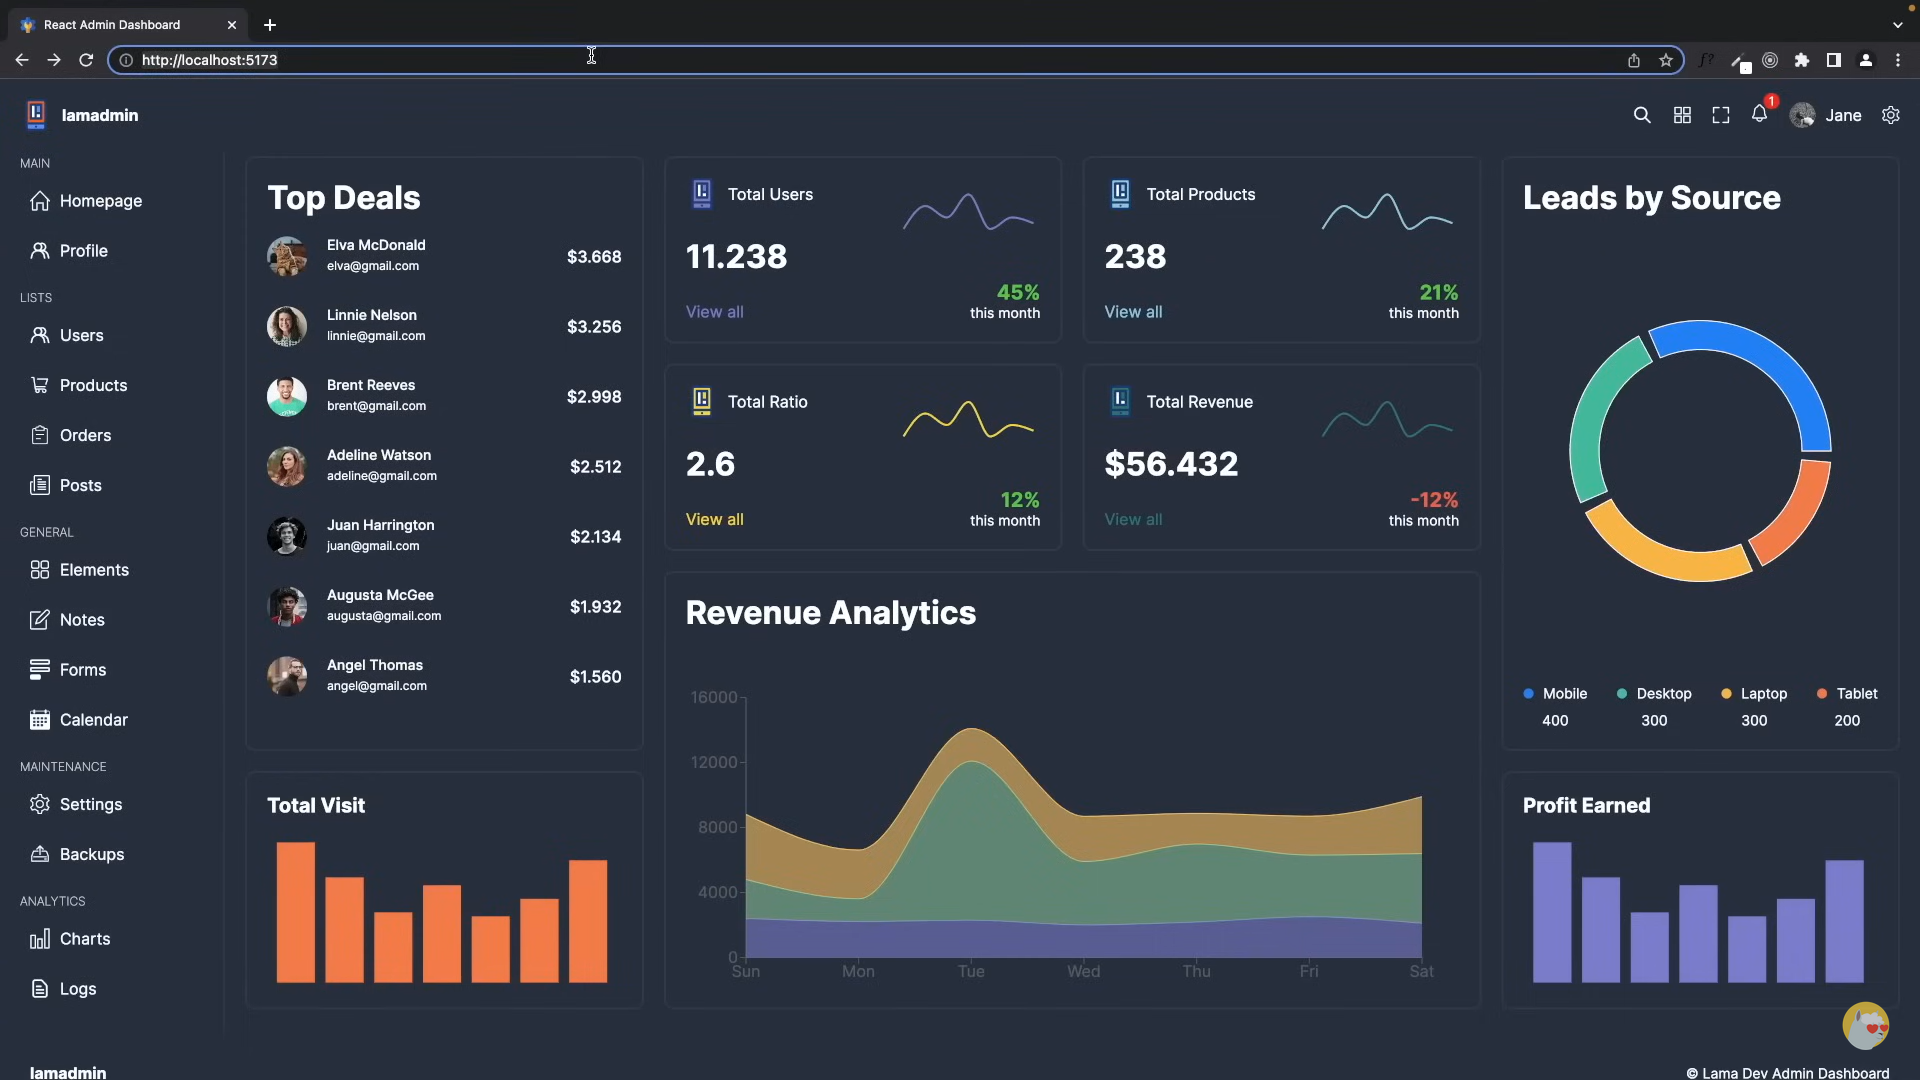 React Admin Dashboard
http://localhost:5173
lamadmin
1
Jane
MAIN
Homepage
Profile
LISTS
Users
Products
Orders
Posts
GENERAL
Elements
Notes
Forms
Calendar
MAINTENANCE
Settings
Backups
ANALYTICS
Charts
Logs
Top Deals
Elva McDonald
elva@gmail.com
$3.668
Linnie Nelson
linnie@gmail.com
$3.256
Brent Reeves
brent@gmail.com
$2.998
Adeline Watson
adeline@gmail.com
$2.512
Juan Harrington
juan@gmail.com
$2.134
Augusta McGee
augusta@gmail.com
$1.932
Angel Thomas
angel@gmail.com
$1.560
Total Users
11.238
View all
45%
this month
Total Products
238
View all
21%
this month
Total Ratio
2.6
View all
12%
this month
Total Revenue
$56.432
View all
-12%
this month
Leads by Source
Mobile
400
Desktop
300
Laptop
300
Tablet
200
Total Visit
Revenue Analytics
16000
12000
8000
4000
0
Sun Mon Tue Wed Thu Fri Sat
Profit Earned
lamadmin
© Lama Dev Admin Dashboard